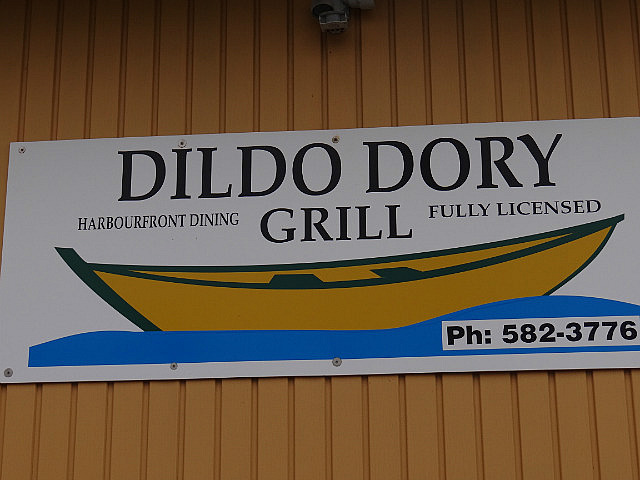 DILDO DORY
HARBOURFRONT DINING GRILL FULLY LICENSED
Ph: 582-3776